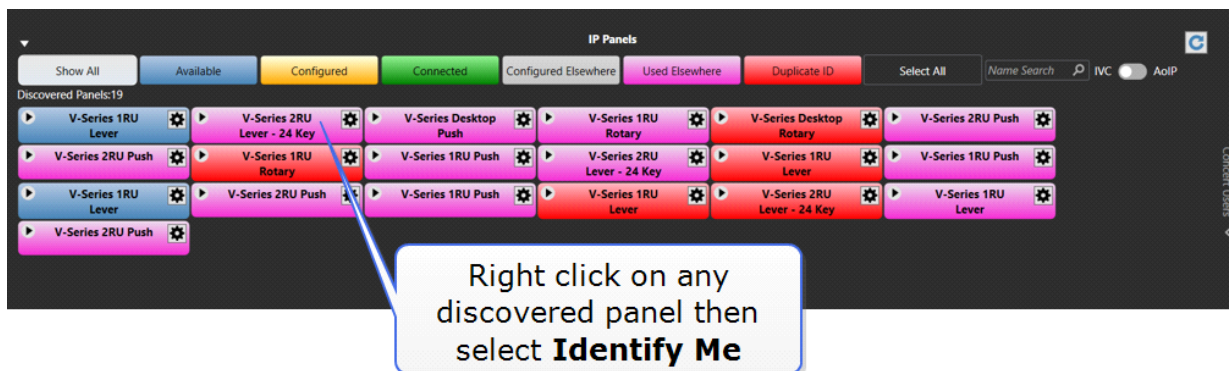 IP Panels
Show All
Available
Configured
Connected
Configured Elsewhere
Used Elsewhere
Duplicate ID
Select All
Name Search
IVC
AoIP
Discovered Panels:19
V-Series 1RU
Lever
V-Series 2RU
Lever - 24 Key
V-Series Desktop
Push
V-Series 1RU
Rotary
V-Series Desktop
Rotary
V-Series 2RU Push
V-Series 2RU Push
V-Series 1RU
Rotary
V-Series 1RU Push
V-Series 2RU
Lever - 24 Key
V-Series 1RU
Lever
V-Series 1RU Push
V-Series 1RU
Lever
V-Series 2RU Push
V-Series 1RU Push
V-Series 1RU
Lever
V-Series 2RU
Lever - 24 Key
V-Series 1RU
Lever
V-Series 2RU Push
Concert Users
Right click on any
discovered panel then
select Identify Me